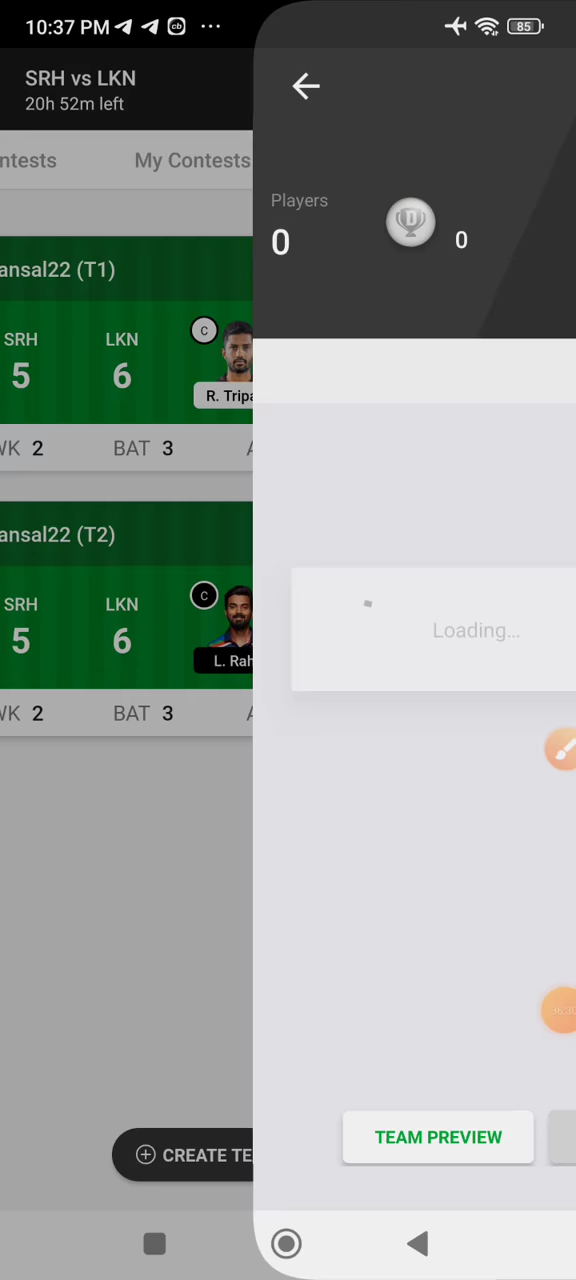 10:37 PM
85
SRH vs LKN
20h 52m left
ntests
My Contests
Players
0
0
ansal22 (T1)
SRH
LKN
5
6
C
R. Tripa
WK 2
BAT 3
A
ansal22 (T2)
SRH
LKN
5
6
C
L. Rah
WK 2
BAT 3
A
Loading...
TEAM PREVIEW
CREATE TE